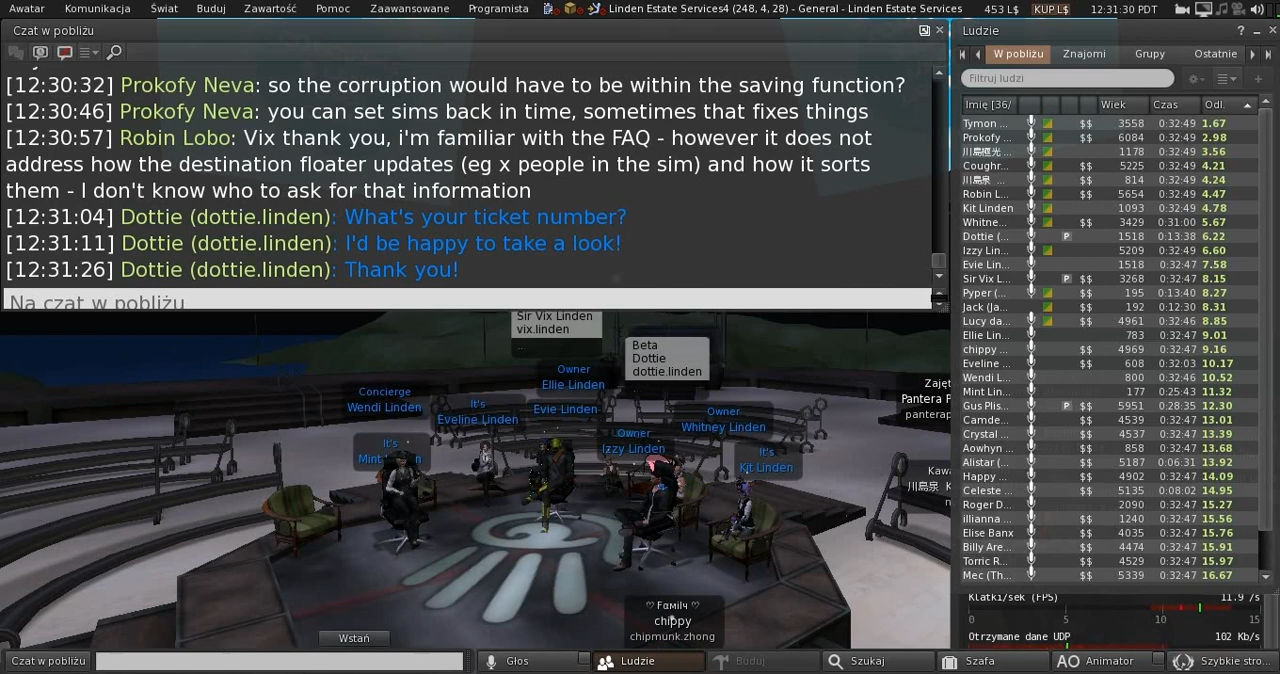 Awatar Komunikacja Świat Buduj Zawartość Pomoc Zaawansowane Programista Linden Estate Services4 (248, 4, 28) - General - Linden Estate Services 453 L$ KUP L$ 12:31:30 PDT
Czat w pobliżu
[12:30:32] Prokofy Neva: so the corruption would have to be within the saving function?
[12:30:46] Prokofy Neva: you can set sims back in time, sometimes that fixes things
[12:30:57] Robin Lobo: Vix thank you, i'm familiar with the FAQ - however it does not
address how the destination floater updates (eg x people in the sim) and how it sorts
them - I don't know who to ask for that information
[12:31:04] Dottie (dottie.linden): What's your ticket number?
[12:31:11] Dottie (dottie.linden): I'd be happy to take a look!
[12:31:26] Dottie (dottie.linden): Thank you!
Na czat w pobliżu
Sir Vix Linden
vix.linden
...
Beta
Dottie
dottie.linden
Owner
Ellie Linden
Concierge
Wendi Linden
It's
Eveline Linden
Evie Linden
Owner
Whitney Linden
Owner
Izzy Linden
It's
It's
Kit Linden
Zajęt
Pantera P
panterap
Kawa
川島泉 K
♡ Fαмilч ♡
chippy
chipmunk.zhong
Wstań
Ludzie
W pobliżu Znajomi Grupy Ostatnie
Filtruj ludzi
Imię [36/ Wiek Czas Odl.
Tymon ... $$ 3558 0:32:49 1.67
Prokofy ... $$ 6084 0:32:49 2.98
1178 0:32:49 3.56
Coughr... $$ 5225 0:32:49 4.21
川島泉 ... $$ 814 0:32:49 4.24
Robin L... $$ 5654 0:32:49 4.47
Kit Linden 1093 0:32:49 4.78
Whitne... $$ 3429 0:31:00 5.67
Dottie (... P 1518 0:13:38 6.22
Izzy Lin... 5209 0:32:49 6.60
Evie Lin... 1518 0:32:47 7.58
Sir Vix L... P $$ 3268 0:32:47 8.15
Pyper (... $$ 195 0:13:40 8.27
Jack (Ja... $$ 192 0:12:30 8.31
Lucy da... $$ 4961 0:32:46 8.85
Ellie Lin... 783 0:32:47 9.01
chippy ... $$ 4969 0:32:47 9.16
Eveline ... $$ 608 0:32:03 10.17
Wendi L... 800 0:32:46 10.52
Mint Lin... 177 0:25:43 11.32
Gus Plis... P $$ 5951 0:28:35 12.30
Camde... $$ 4539 0:32:47 13.01
Crystal ... $$ 4537 0:32:47 13.39
Aowhyn ... $$ 858 0:32:47 13.68
Alistar (... $$ 5187 0:06:31 13.92
Happy ... $$ 4902 0:32:47 14.09
Celeste ... $$ 5135 0:08:02 14.95
Roger D... 2090 0:32:47 15.27
illianna ... $$ 1240 0:32:47 15.56
Elise Banx $$ 4035 0:32:47 15.76
Billy Are... $$ 4474 0:32:47 15.91
Torric R... $$ 4529 0:32:47 15.97
Mec (Th... $$ 5339 0:32:47 16.67
Klatki/sek (FPS) 11.9 /s
0 5 10 15
Otrzymane dane UDP 102 Kb/s
Czat w pobliżu Głos Ludzie Buduj Szukaj Szafa AO Animator Szybkie stro...